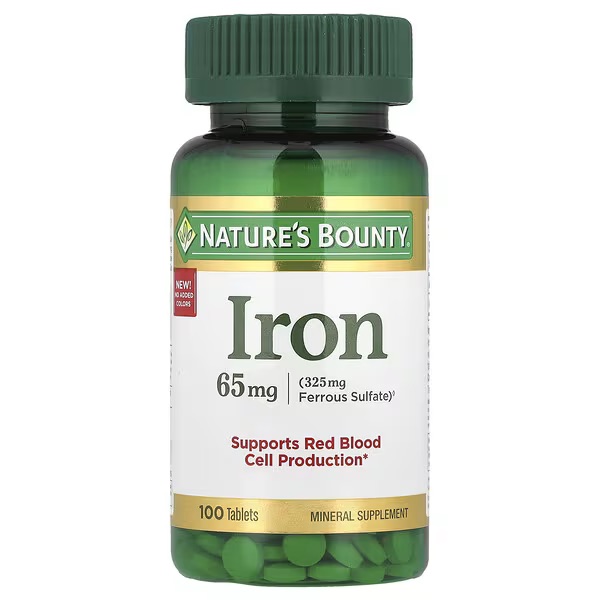 NATURE'S BOUNTY®
NEW!
NO ADDED
COLORS
Iron
65mg
(325mg
Ferrous Sulfate)◊
Supports Red Blood
Cell Production*
100 Tablets
MINERAL SUPPLEMENT